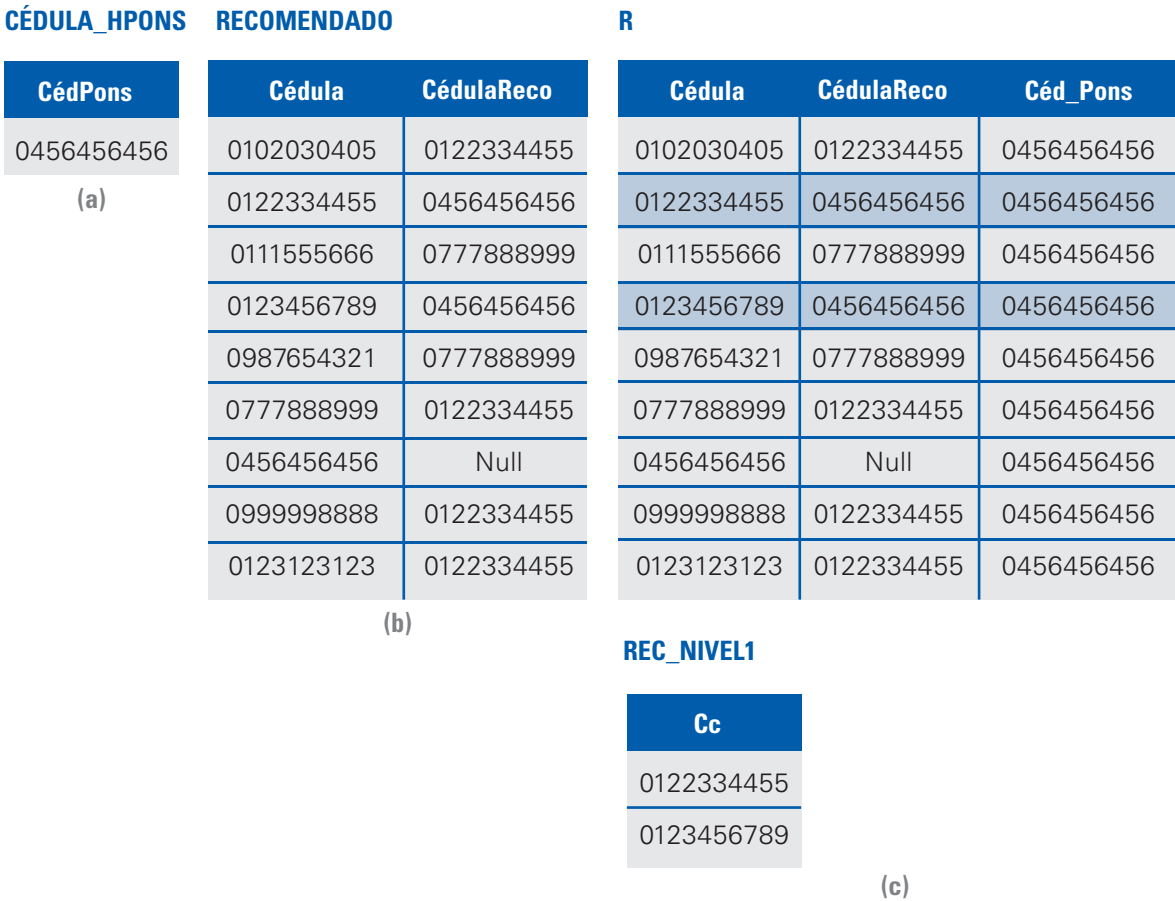 CÉDULA_HPONS RECOMENDADO R
CédPons Cédula CédulaReco Cédula CédulaReco Céd_Pons
0456456456 0102030405 0122334455 0102030405 0122334455 0456456456
(a) 0122334455 0456456456 0122334455 0456456456 0456456456
0111555666 0777888999 0111555666 0777888999 0456456456
0123456789 0456456456 0123456789 0456456456 0456456456
0987654321 0777888999 0987654321 0777888999 0456456456
0777888999 0122334455 0777888999 0122334455 0456456456
0456456456 Null 0456456456 Null 0456456456
0999998888 0122334455 0999998888 0122334455 0456456456
0123123123 0122334455 0123123123 0122334455 0456456456
(b)
REC_NIVEL1
Cc
0122334455
0123456789
(c)